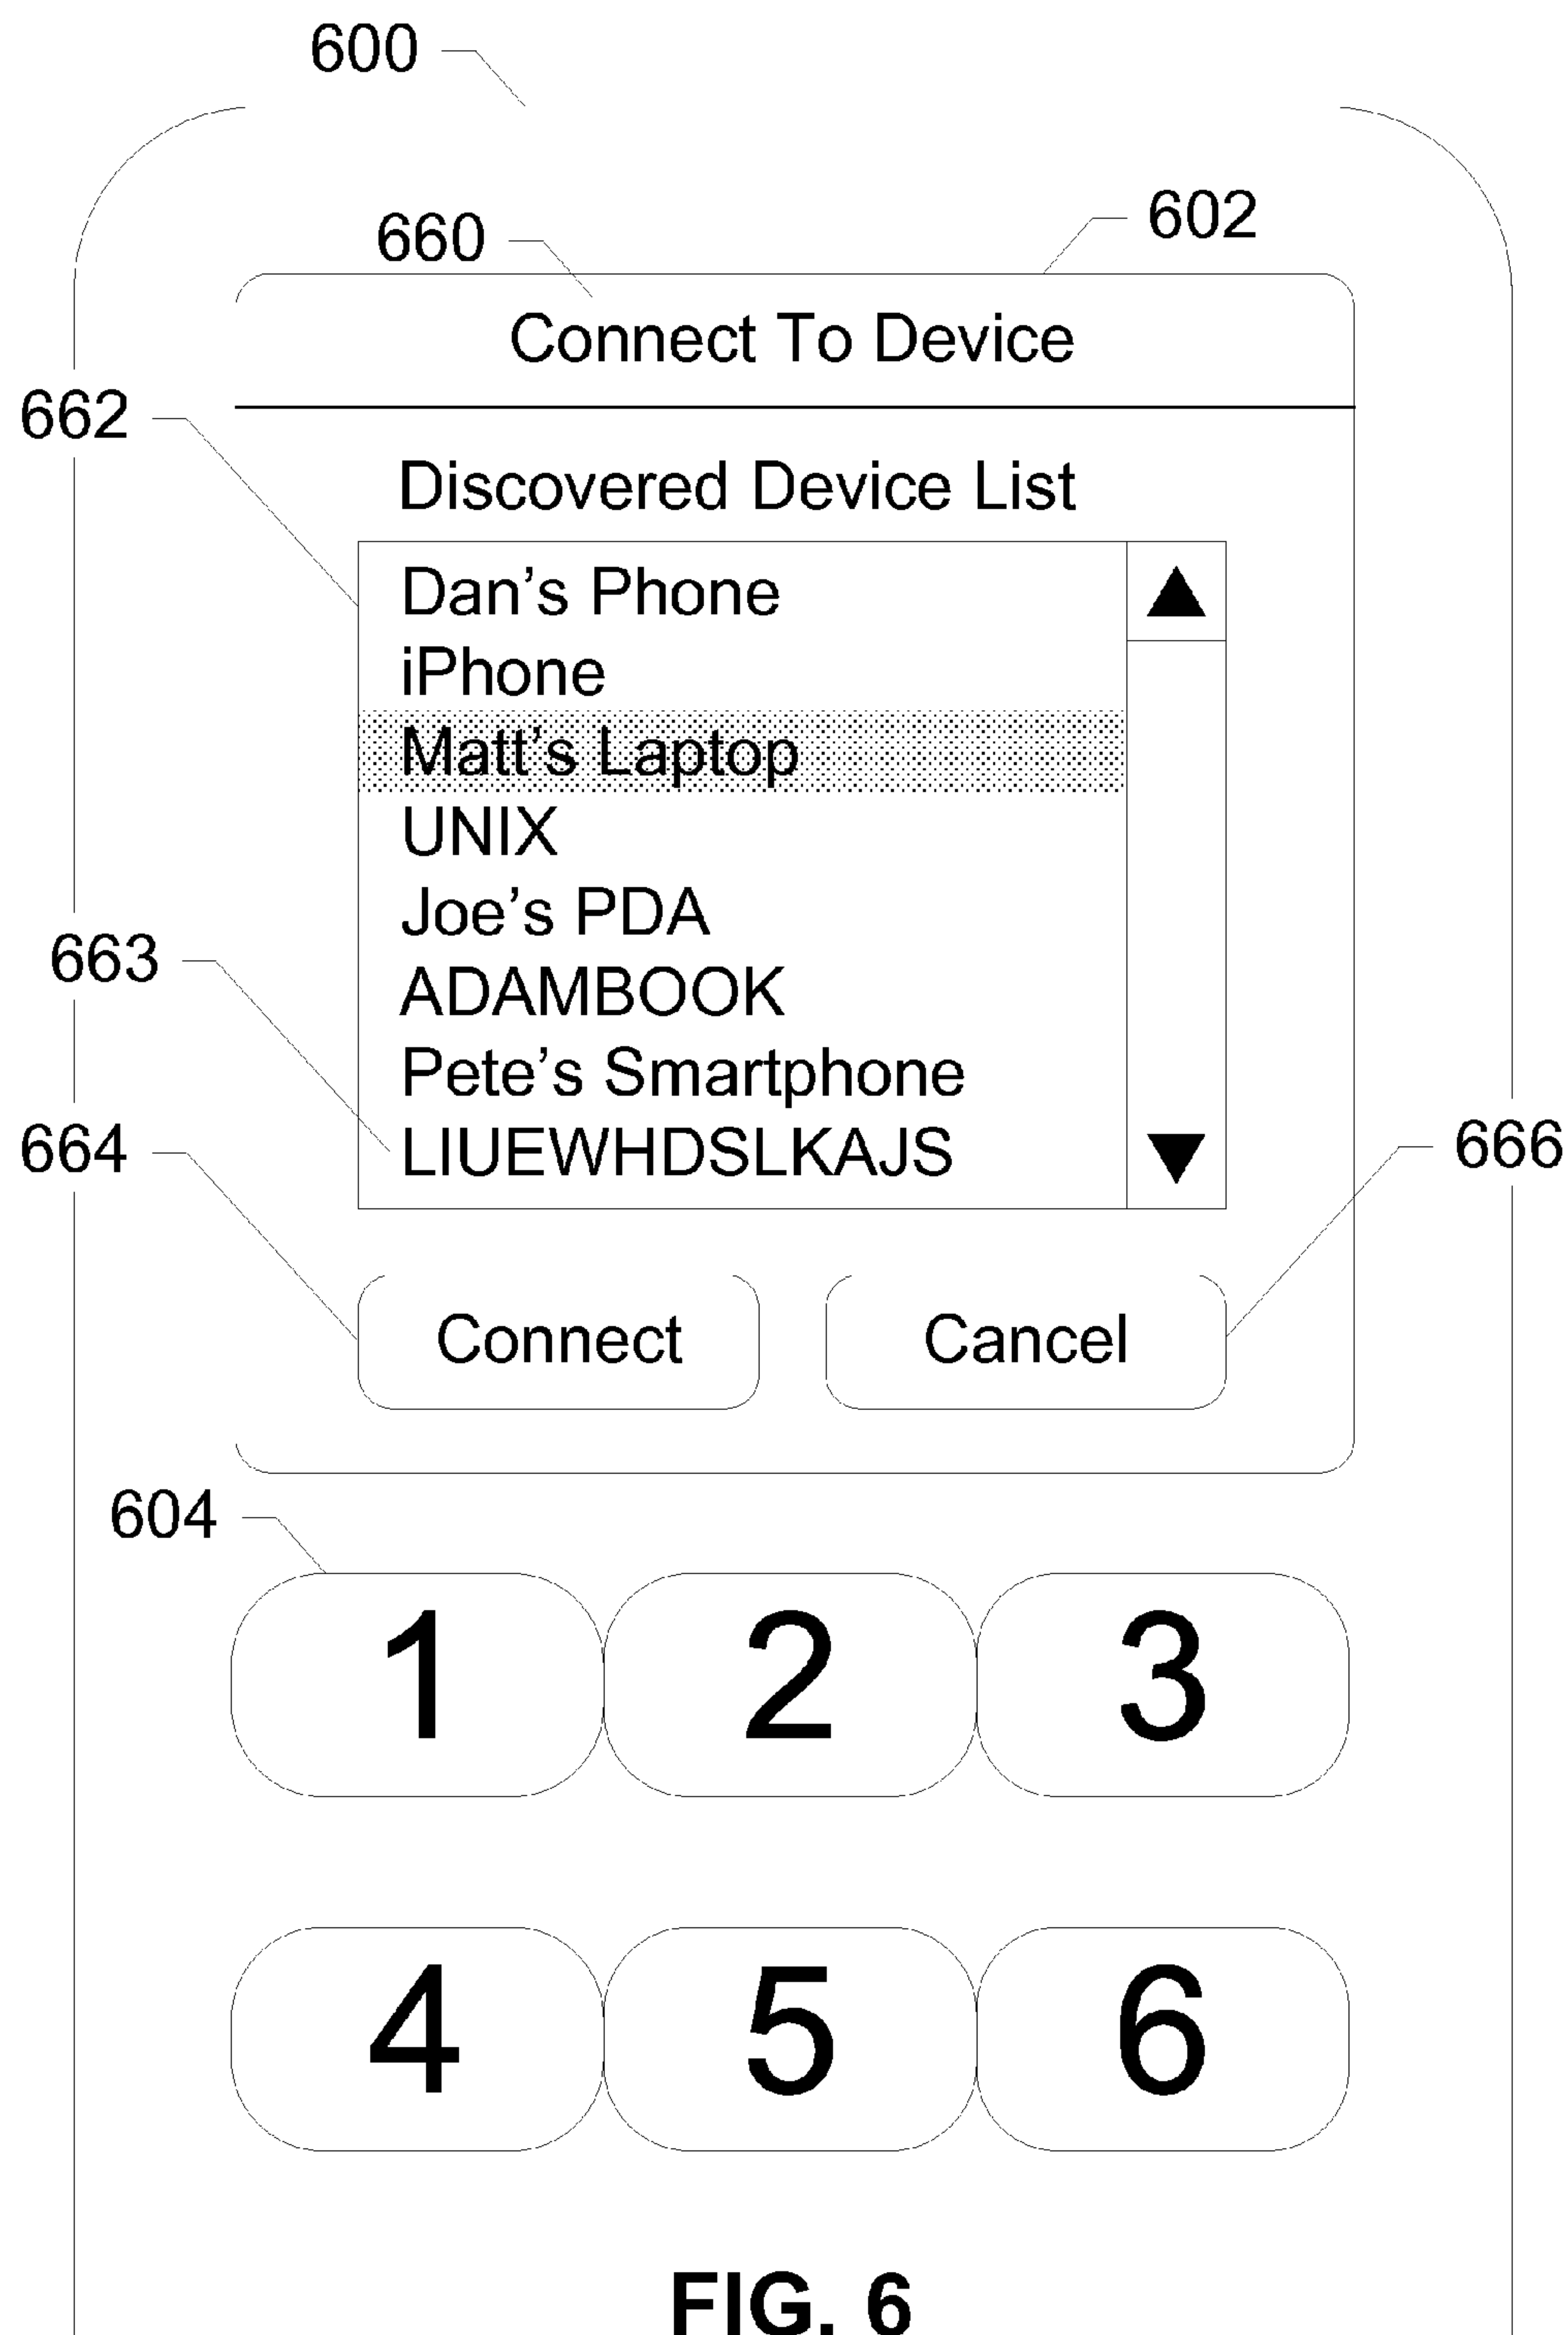 600
602
660
Connect To Device
662
Discovered Device List
Dan's Phone
iPhone
Matt's Laptop
UNIX
Joe's PDA
663
ADAMBOOK
Pete's Smartphone
664
LIUEWHDSLKAJS
666
Connect
Cancel
604
1 2 3
4 5 6
FIG. 6